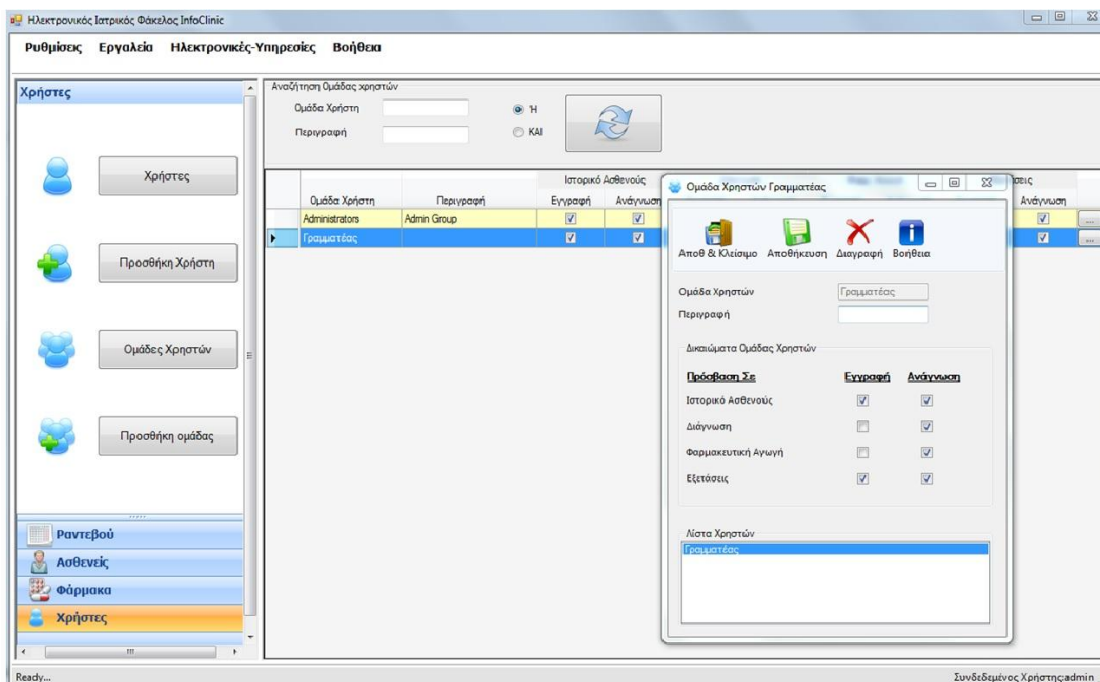 Ηλεκτρονικός Ιατρικός Φάκελος InfoClinic
Ρυθμίσεις Εργαλεία Ηλεκτρονικές-Υπηρεσίες Βοήθεια
Χρήστες
Χρήστες
Προσθήκη Χρήστη
Ομάδες Χρηστών
Προσθήκη ομάδας
Ραντεβού
Ασθενείς
Φάρμακα
Χρήστες
Αναζήτηση Ομάδας χρηστών
Ομάδα Χρήστη
Περιγραφή
Ή
ΚΑΙ
Ιστορικό Ασθενούς
Ομάδα Χρήστη Περιγραφή Εγγραφή Ανάγνωση Ανάγνωση
Administrators Admin Group ...
Γραμματέας ...
Ομάδα Χρηστών Γραμματέας
Αποθ & Κλείσιμο Αποθήκευση Διαγραφή Βοήθεια
Ομάδα Χρηστών Γραμματέας
Περιγραφή
Δικαιώματα Ομάδας Χρηστών
Πρόσβαση Σε Εγγραφή Ανάγνωση
Ιστορικό Ασθενούς
Διάγνωση
Φαρμακευτική Αγωγή
Εξετάσεις
Λίστα Χρηστών
Γραμματέας
Ready...
Συνδεδεμένος Χρήστης:admin